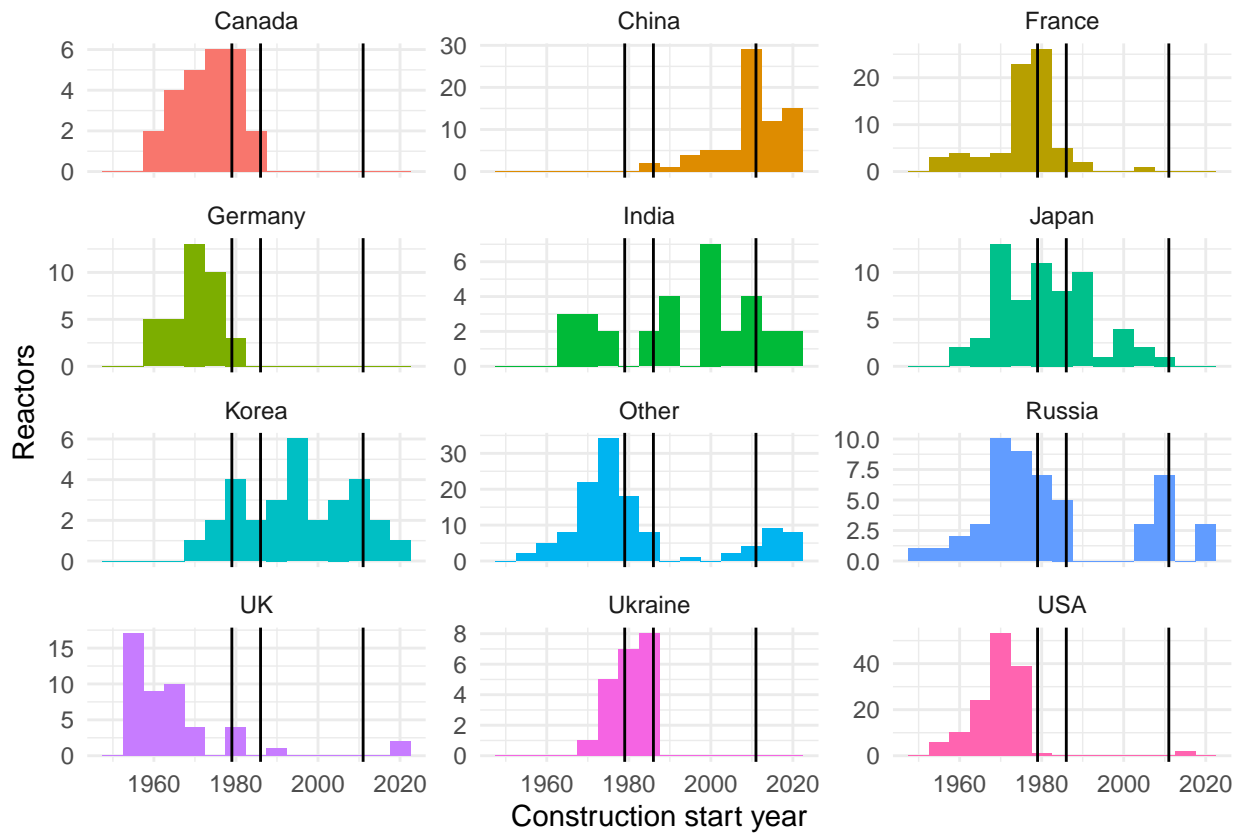 Canada China France
6 30
4 20 20
2 10 10
0 0 0
Germany India Japan
10 6 10
5 4 5
0 2 0
0
Korea Other Russia
6 30 10.0
4 20 7.5
2 10 5.0
0 0 2.5
0.0
UK Ukraine USA
15 8
10 6 40
5 4 20
0 2 0
0
1960 1980 2000 2020 1960 1980 2000 2020 1960 1980 2000 2020
Construction start year
Reactors